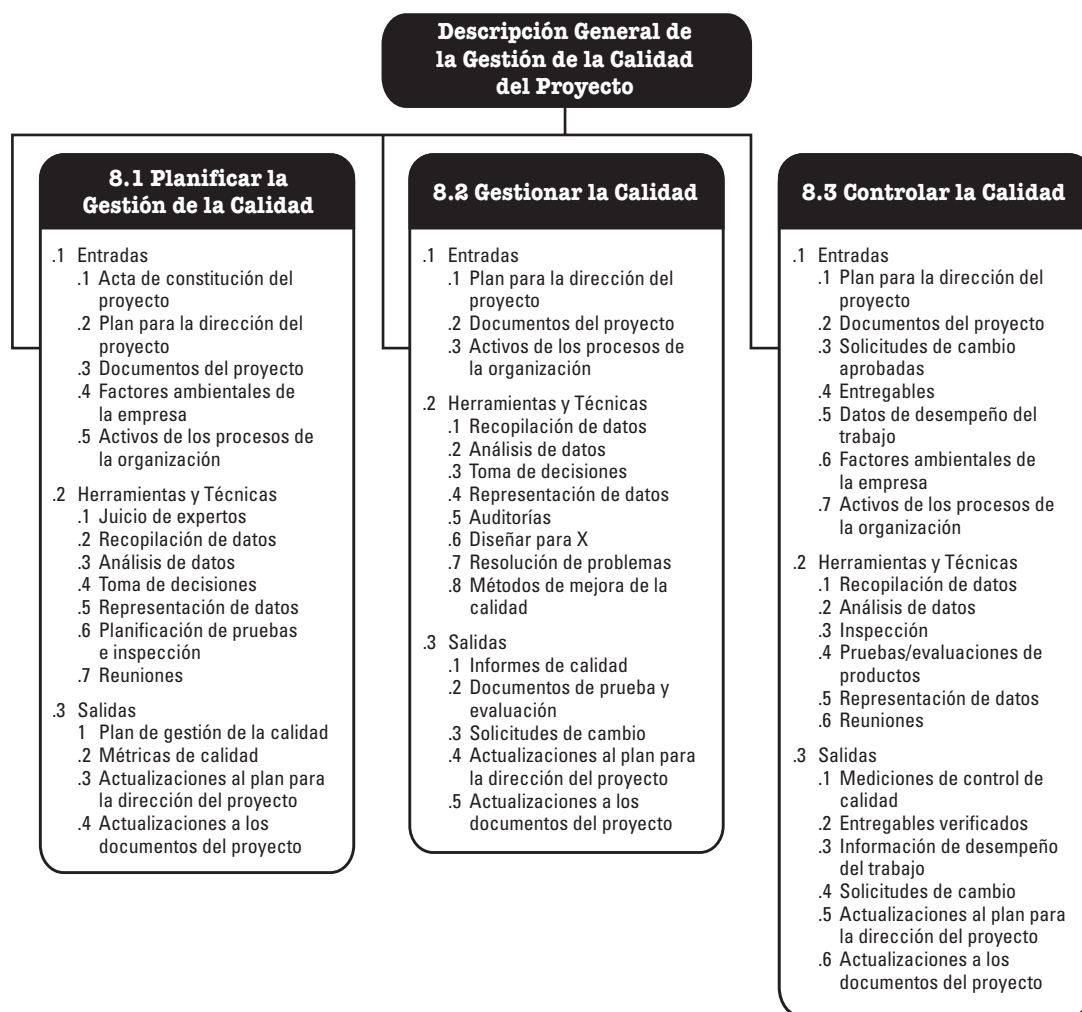 Descripción General de
la Gestión de la Calidad
del Proyecto
8.1 Planificar la
Gestión de la Calidad
.1 Entradas
.1 Acta de constitución del
proyecto
.2 Plan para la dirección del
proyecto
.3 Documentos del proyecto
.4 Factores ambientales de
la empresa
.5 Activos de los procesos de
la organización
.2 Herramientas y Técnicas
.1 Juicio de expertos
.2 Recopilación de datos
.3 Análisis de datos
.4 Toma de decisiones
.5 Representación de datos
.6 Planificación de pruebas
e inspección
.7 Reuniones
.3 Salidas
1 Plan de gestión de la calidad
.2 Métricas de calidad
.3 Actualizaciones al plan para
la dirección del proyecto
.4 Actualizaciones a los
documentos del proyecto
8.2 Gestionar la Calidad
.1 Entradas
.1 Plan para la dirección del
proyecto
.2 Documentos del proyecto
.3 Activos de los procesos de
la organización
.2 Herramientas y Técnicas
.1 Recopilación de datos
.2 Análisis de datos
.3 Toma de decisiones
.4 Representación de datos
.5 Auditorías
.6 Diseñar para X
.7 Resolución de problemas
.8 Métodos de mejora de la
calidad
.3 Salidas
.1 Informes de calidad
.2 Documentos de prueba y
evaluación
.3 Solicitudes de cambio
.4 Actualizaciones al plan para
la dirección del proyecto
.5 Actualizaciones a los
documentos del proyecto
8.3 Controlar la Calidad
.1 Entradas
.1 Plan para la dirección del
proyecto
.2 Documentos del proyecto
.3 Solicitudes de cambio
aprobadas
.4 Entregables
.5 Datos de desempeño del
trabajo
.6 Factores ambientales de
la empresa
.7 Activos de los procesos de
la organización
.2 Herramientas y Técnicas
.1 Recopilación de datos
.2 Análisis de datos
.3 Inspección
.4 Pruebas/evaluaciones de
productos
.5 Representación de datos
.6 Reuniones
.3 Salidas
.1 Mediciones de control de
calidad
.2 Entregables verificados
.3 Información de desempeño
del trabajo
.4 Solicitudes de cambio
.5 Actualizaciones al plan para
la dirección del proyecto
.6 Actualizaciones a los
documentos del proyecto